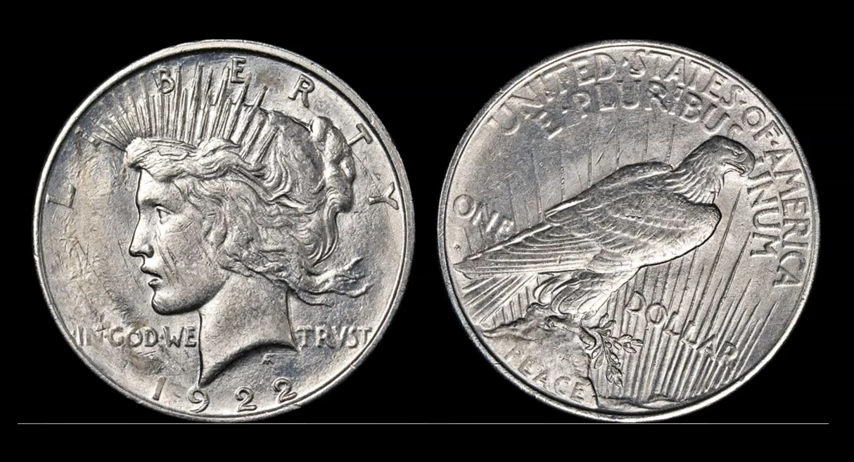 LIBERTY
IN GOD·WE TRVST
1922
UNITED·STATES·OF·AMERICA
E·PLURIBUS UNUM
ONE DOLLAR
PEACE